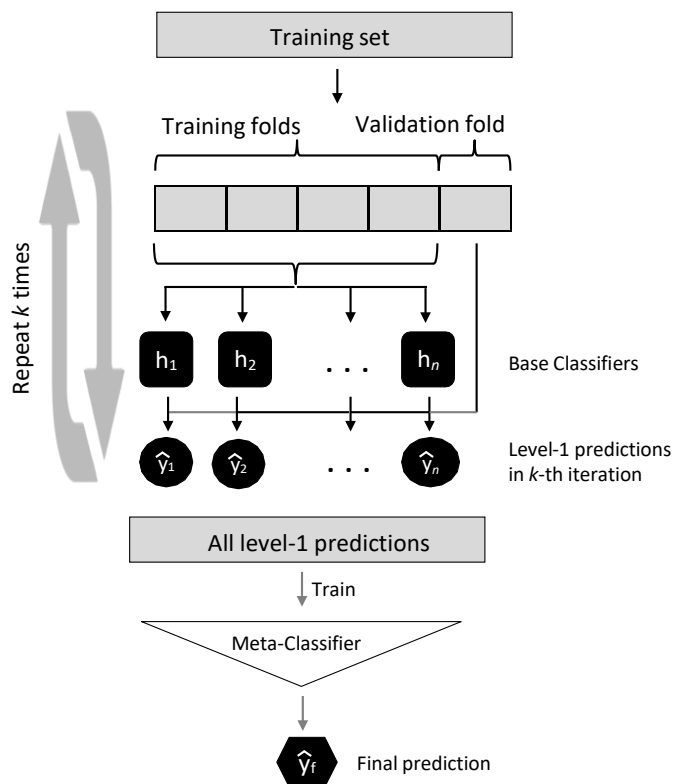 Training set
Training folds
Validation fold
Repeat k times
h1 h2 . . . hn
Base Classifiers
ŷ1 ŷ2 . . . ŷn
Level-1 predictions
in k-th iteration
All level-1 predictions
Train
Meta-Classifier
ŷf
Final prediction